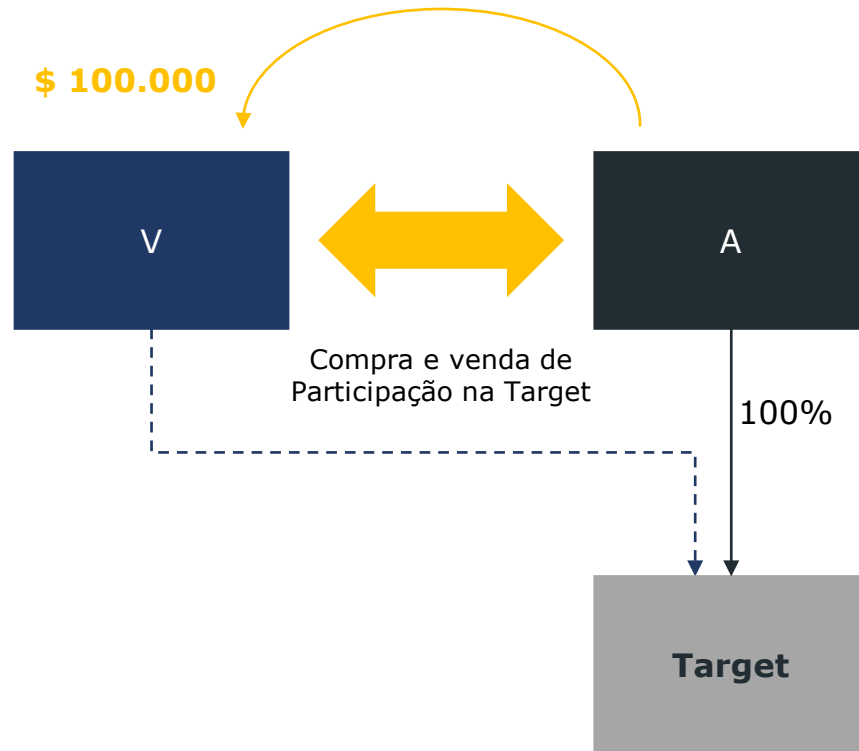 $ 100.000
V
A
Compra e venda de
Participação na Target
100%
Target